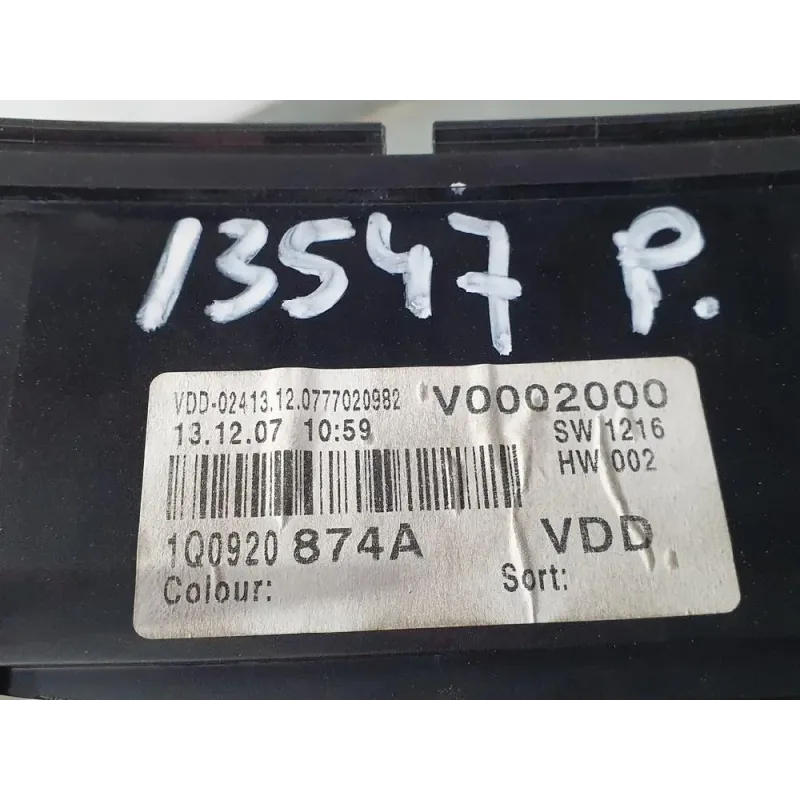 13547 P.
VDD-02413.12.0777020982 V0002000
13.12.07 10:59 SW 1216
HW 002
1Q0920 874A VDD
Colour: Sort: